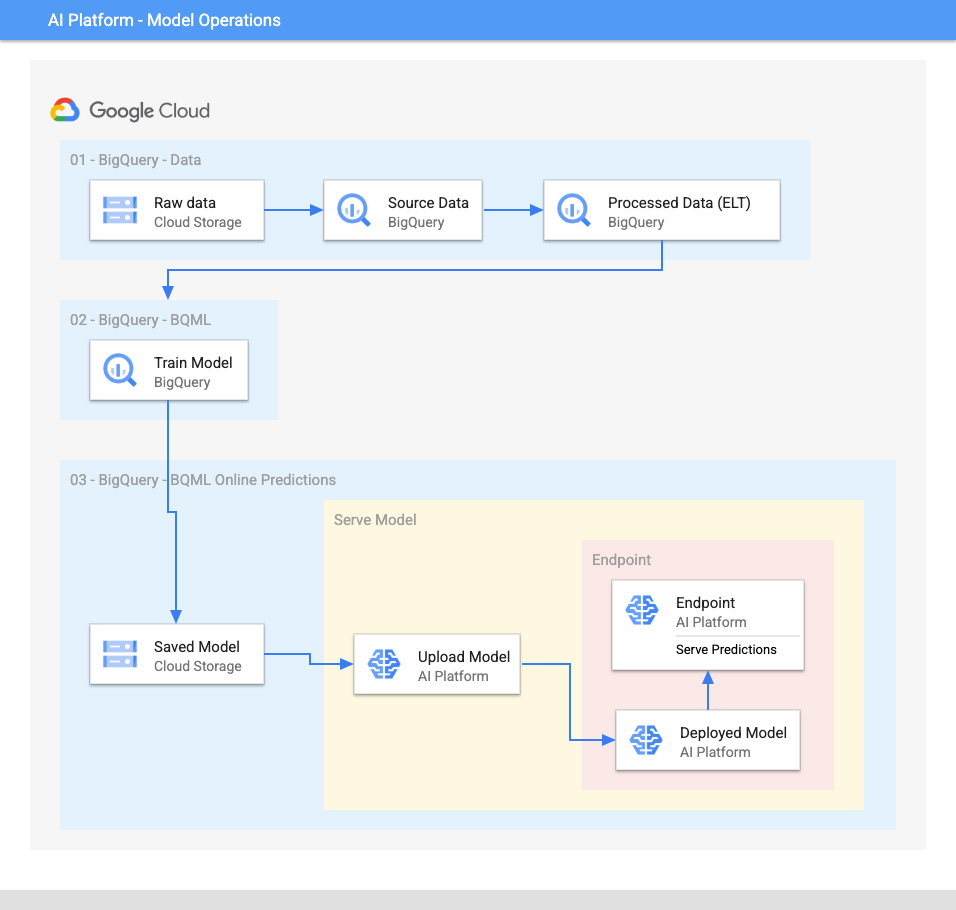 AI Platform - Model Operations
Google Cloud
01 - BigQuery - Data
Raw data
Cloud Storage
Source Data
BigQuery
Processed Data (ELT)
BigQuery
02 - BigQuery - BQML
Train Model
BigQuery
03 - BigQuery - BQML Online Predictions
Serve Model
Endpoint
Endpoint
AI Platform
Serve Predictions
Saved Model
Cloud Storage
Upload Model
AI Platform
Deployed Model
AI Platform